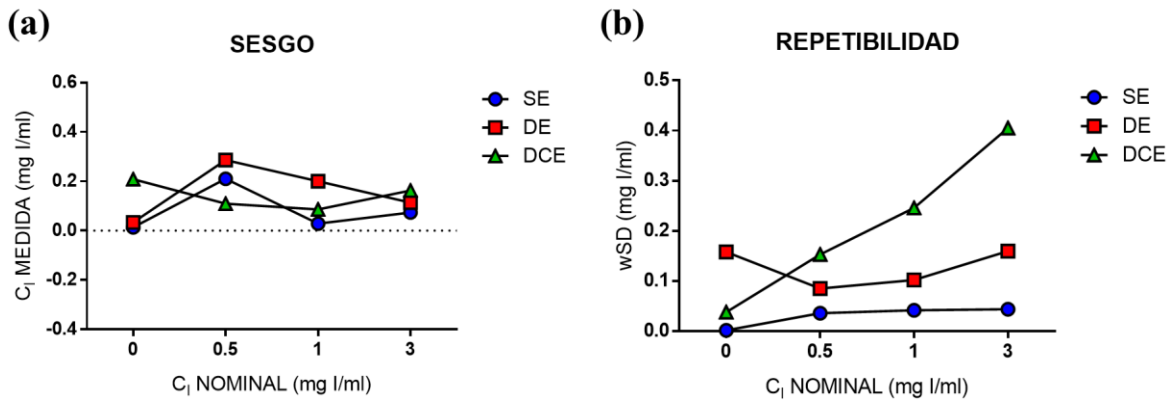 (a)
SESGO
C_I MEDIDA (mg I/ml)
0.6
0.4
0.2
0.0
-0.2
-0.4
0 0.5 1 3
C_I NOMINAL (mg I/ml)
SE
DE
DCE
(b)
REPETIBILIDAD
wSD (mg I/ml)
0.5
0.4
0.3
0.2
0.1
0.0
0 0.5 1 3
C_I NOMINAL (mg I/ml)
SE
DE
DCE